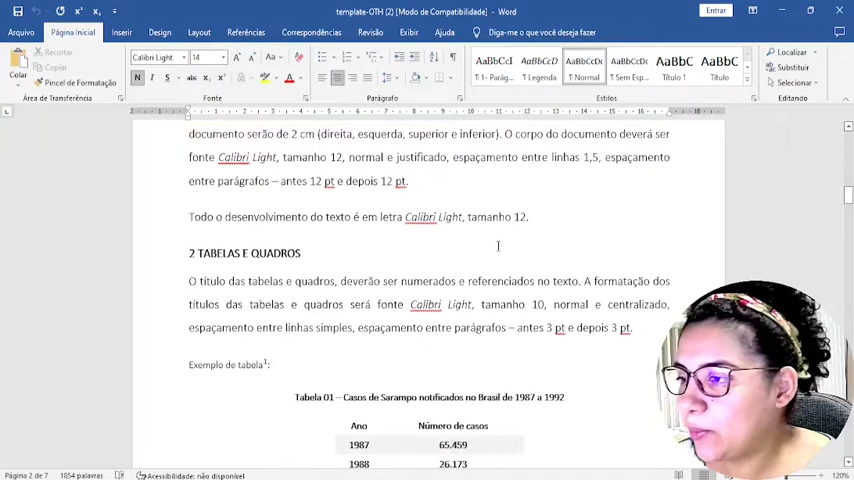 template-OTH (2) [Modo de Compatibilidade] - Word
Entrar
Arquivo Página Inicial Inserir Design Layout Referências Correspondências Revisão Exibir Ajuda Diga-me o que você deseja fazer
Colar
Recortar
Copiar
Pincel de Formatação
Área de Transferência
Calibri Light 14
N I S
Fonte
Parágrafo
AaBbCcI AaBbCcD AaBbCcDc AaBbCcDc AaBbC AaBbC
¶ 1- Parág. ¶ Legenda ¶ Normal ¶ Sem Esp... Título 1 Título
Estilos
Localizar
Substituir
Selecionar
Editando
documento serão de 2 cm (direita, esquerda, superior e inferior). O corpo do documento deverá ser
fonte Calibri Light, tamanho 12, normal e justificado, espaçamento entre linhas 1,5, espaçamento
entre parágrafos – antes 12 pt e depois 12 pt.
Todo o desenvolvimento do texto é em letra Calibri Light, tamanho 12.
2 TABELAS E QUADROS
O título das tabelas e quadros, deverão ser numerados e referenciados no texto. A formatação dos
títulos das tabelas e quadros será fonte Calibri Light, tamanho 10, normal e centralizado,
espaçamento entre linhas simples, espaçamento entre parágrafos – antes 3 pt e depois 3 pt.
Exemplo de tabela1:
Tabela 01 – Casos de Sarampo notificados no Brasil de 1987 a 1992
Ano Número de casos
1987 65.459
1988 26.173
Página 2 de 7 1854 palavras Acessibilidade: não disponível
120%